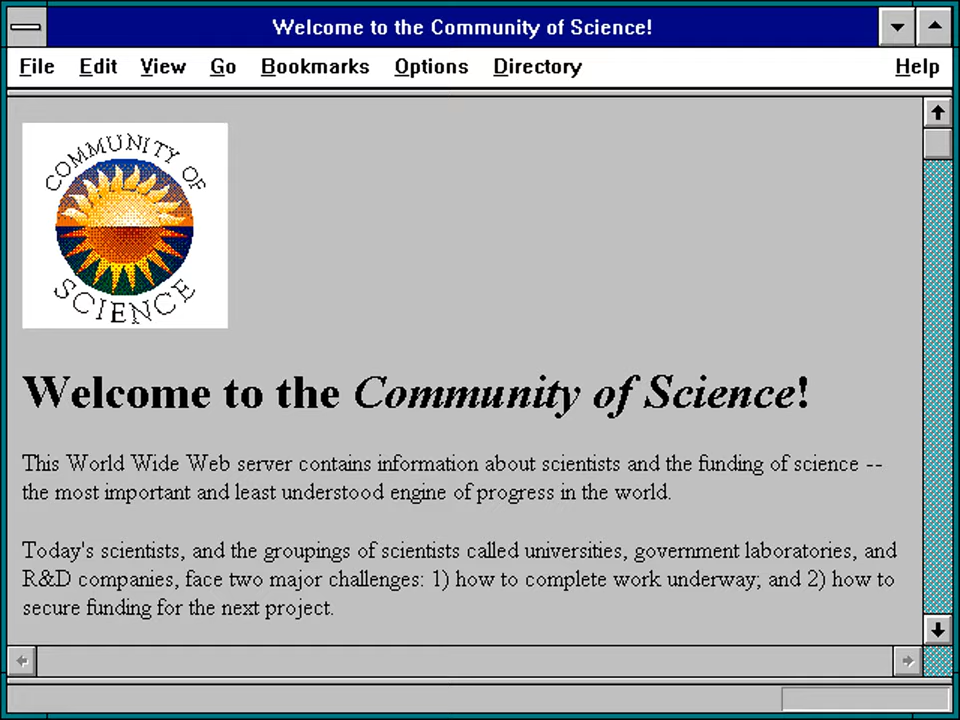 Welcome to the Community of Science!
File Edit View Go Bookmarks Options Directory Help
COMMUNITY OF
SCIENCE
Welcome to the Community of Science!
This World Wide Web server contains information about scientists and the funding of science --
the most important and least understood engine of progress in the world.
Today's scientists, and the groupings of scientists called universities, government laboratories, and
R&D companies, face two major challenges: 1) how to complete work underway; and 2) how to
secure funding for the next project.